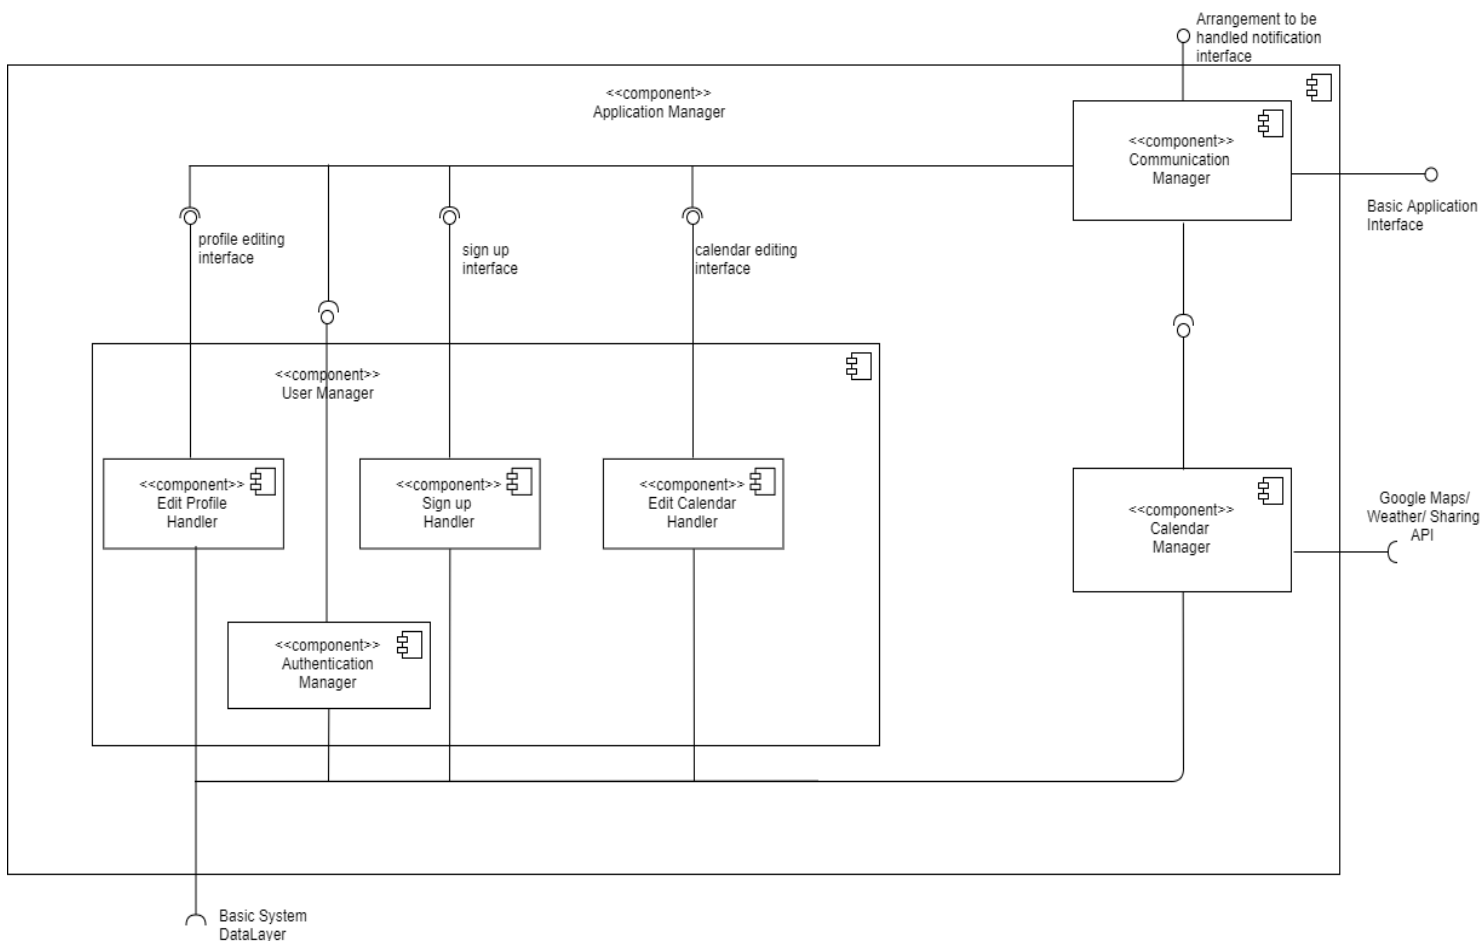 Arrangement to be
handled notification
interface
<<component>>
Application Manager
<<component>>
Communication
Manager
Basic Application
Interface
profile editing
interface
sign up
interface
calendar editing
interface
<<component>>
User Manager
<<component>>
Edit Profile
Handler
<<component>>
Sign up
Handler
<<component>>
Edit Calendar
Handler
<<component>>
Calendar
Manager
Google Maps/
Weather/ Sharing
API
<<component>>
Authentication
Manager
Basic System
DataLayer